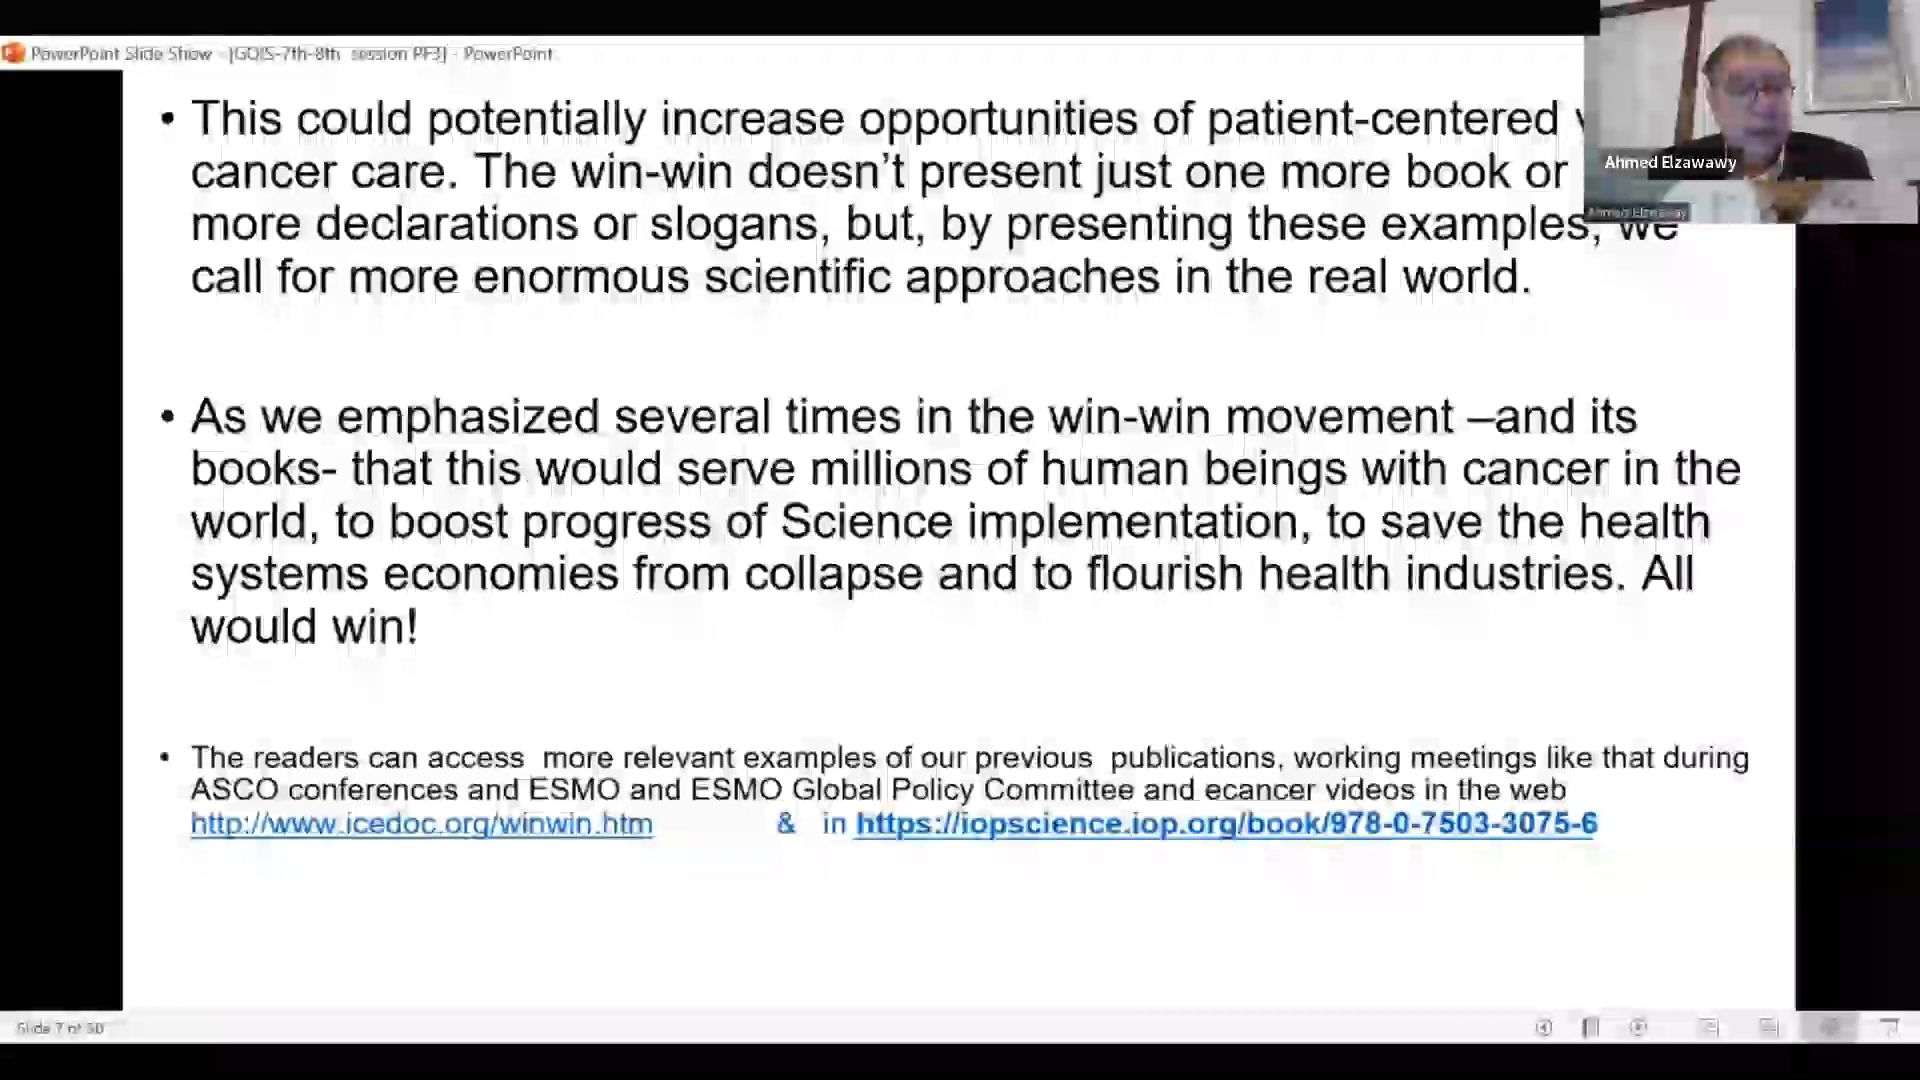 PowerPoint Slide Show - [GOIS-7th-8th session PF3] - PowerPoint
• This could potentially increase opportunities of patient-centered
cancer care. The win-win doesn’t present just one more book or
more declarations or slogans, but, by presenting these examples, we
call for more enormous scientific approaches in the real world.
• As we emphasized several times in the win-win movement –and its
books- that this would serve millions of human beings with cancer in the
world, to boost progress of Science implementation, to save the health
systems economies from collapse and to flourish health industries. All
would win!
• The readers can access more relevant examples of our previous publications, working meetings like that during
ASCO conferences and ESMO and ESMO Global Policy Committee and ecancer videos in the web
http://www.icedoc.org/winwin.htm & in https://iopscience.iop.org/book/978-0-7503-3075-6
Ahmed Elzawawy
Ahmed Elzawawy
Slide 7 of 50